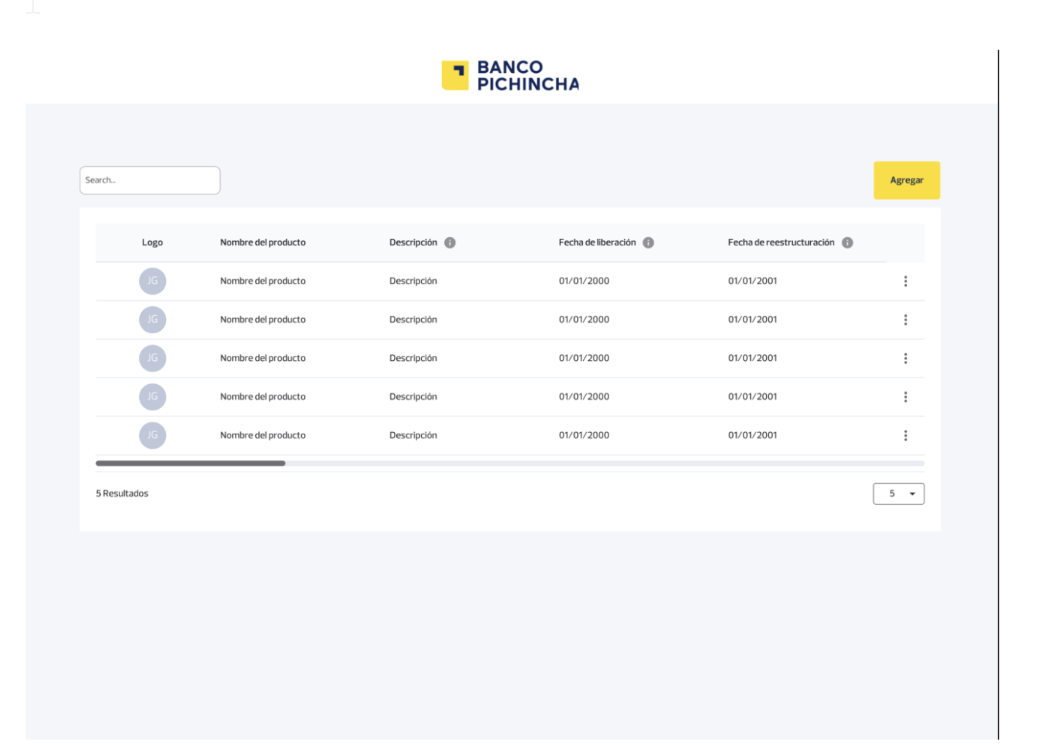 BANCO
PICHINCHA
Search...
Agregar
Logo Nombre del producto Descripción Fecha de liberación Fecha de reestructuración
JG Nombre del producto Descripción 01/01/2000 01/01/2001
JG Nombre del producto Descripción 01/01/2000 01/01/2001
JG Nombre del producto Descripción 01/01/2000 01/01/2001
JG Nombre del producto Descripción 01/01/2000 01/01/2001
JG Nombre del producto Descripción 01/01/2000 01/01/2001
5 Resultados 5